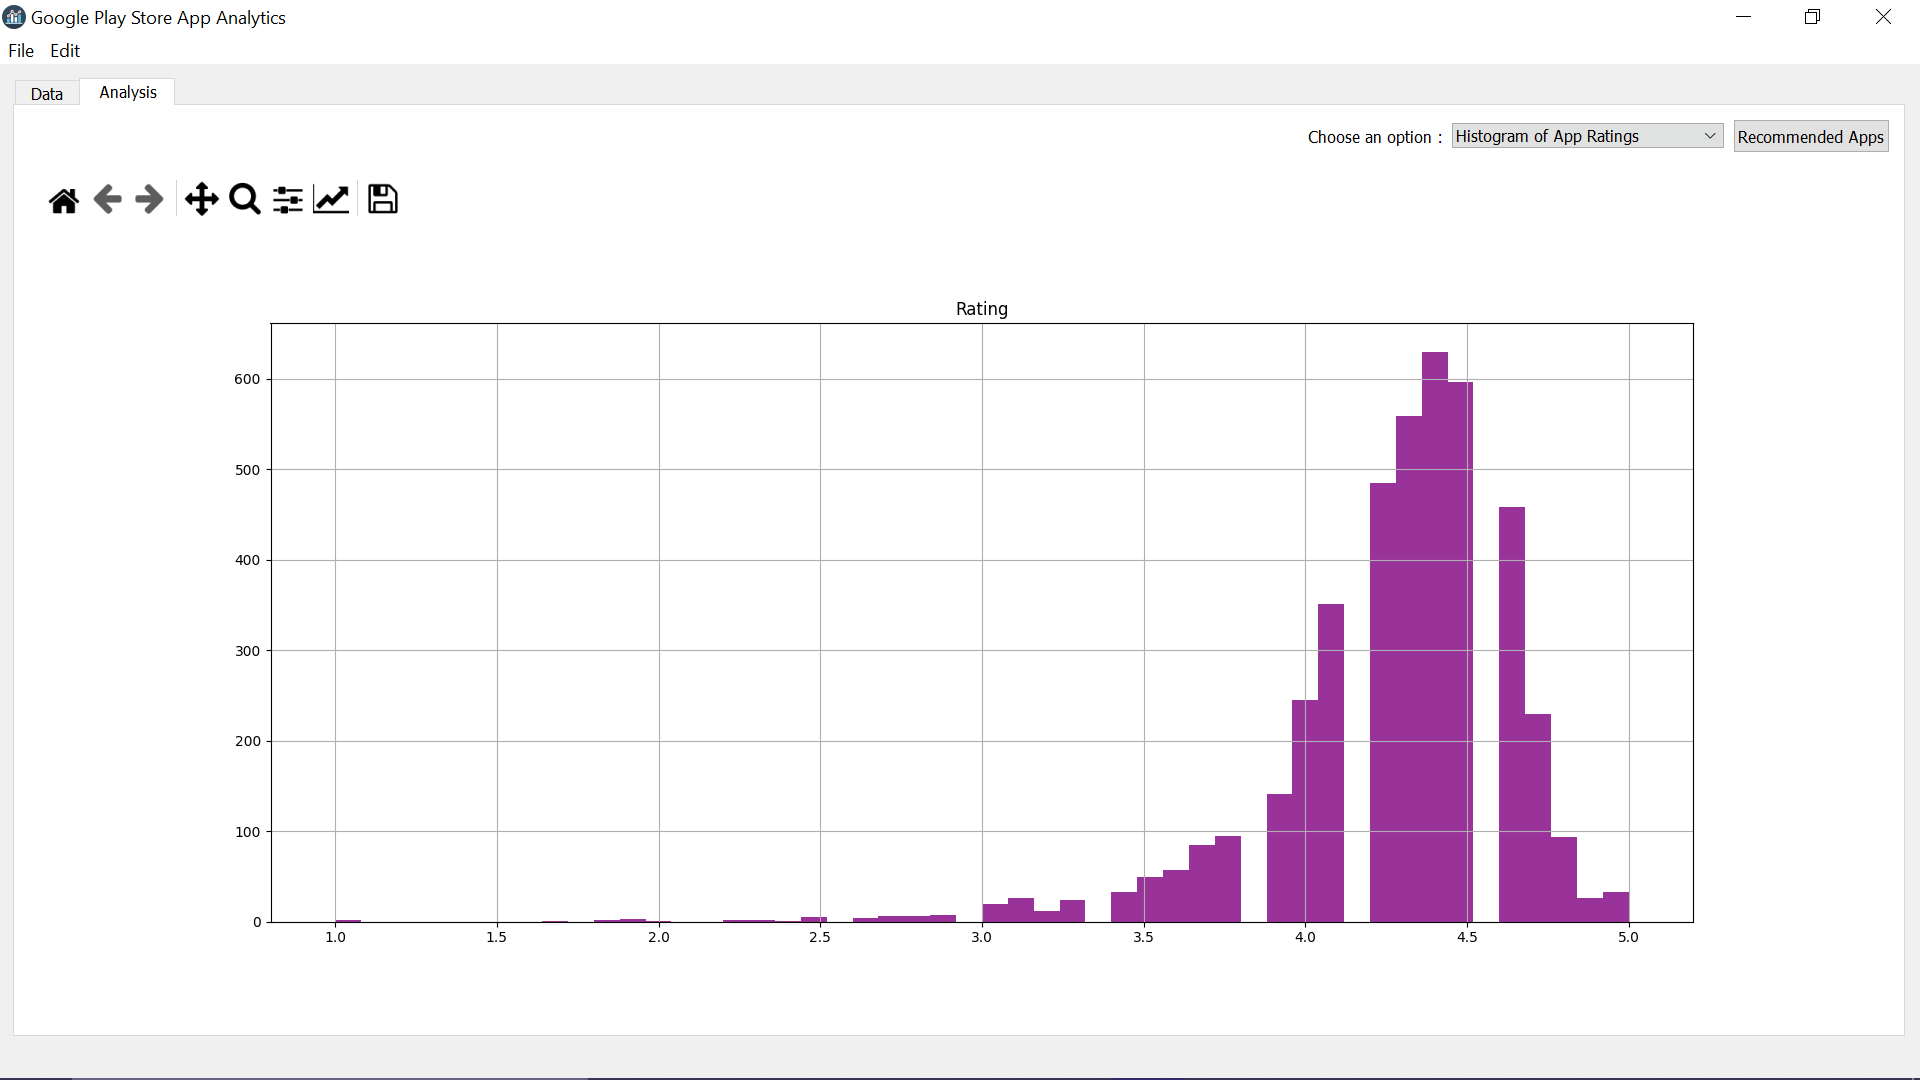 Google Play Store App Analytics
File Edit
Data Analysis
Choose an option : Histogram of App Ratings Recommended Apps
Rating
600
500
400
300
200
100
0
1.0 1.5 2.0 2.5 3.0 3.5 4.0 4.5 5.0